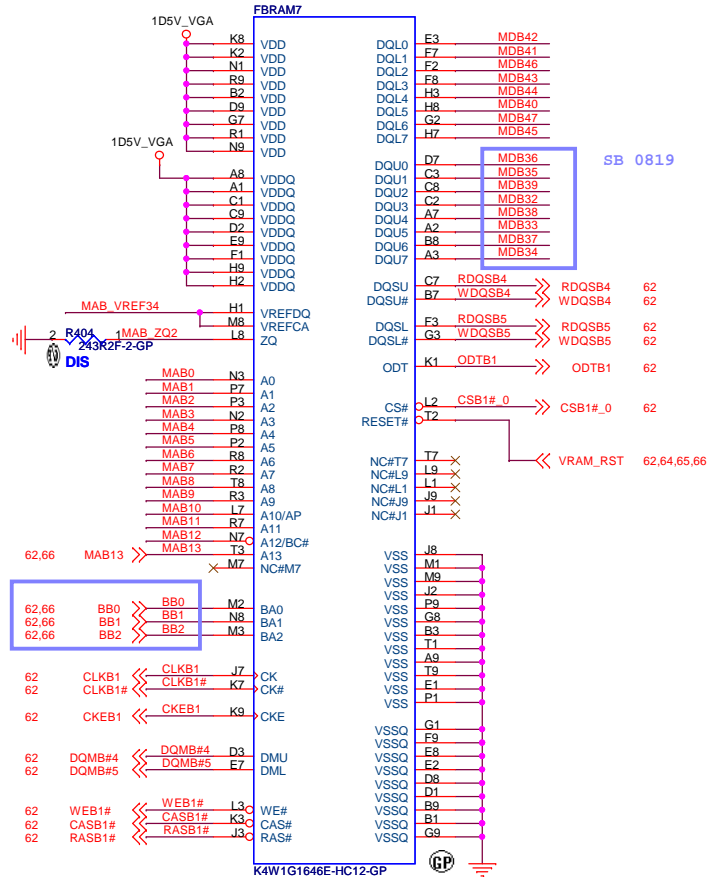 FBRAM7
1D5V_VGA
K8 VDD DQL0 E3 MDB42
K2 VDD DQL1 F7 MDB41
N1 VDD DQL2 F2 MDB46
R9 VDD DQL3 F8 MDB43
B2 VDD DQL4 H3 MDB44
D9 VDD DQL5 H8 MDB40
G7 VDD DQL6 G2 MDB47
R1 VDD DQL7 H7 MDB45
N9 VDD
1D5V_VGA
SB 0819
DQU0 D7 MDB36
A8 VDDQ DQU1 C3 MDB35
A1 VDDQ DQU2 C8 MDB39
C1 VDDQ DQU3 C2 MDB32
C9 VDDQ DQU4 A7 MDB38
D2 VDDQ DQU5 A2 MDB33
E9 VDDQ DQU6 B8 MDB37
F1 VDDQ DQU7 A3 MDB34
H9 VDDQ
H2 VDDQ
DQSU C7 RDQSB4 RDQSB4 62
DQSU# B7 WDQSB4 WDQSB4 62
MAB_VREF34 H1 VREFDQ
M8 VREFCA DQSL F3 RDQSB5 RDQSB5 62
2 R404 1 MAB_ZQ2 L8 ZQ DQSL# G3 WDQSB5 WDQSB5 62
243R2F-2-GP
DIS
ODT K1 ODTB1 ODTB1 62
MAB0 N3 A0
MAB1 P7 A1
MAB2 P3 A2 CS# L2 CSB1#_0 CSB1#_0 62
MAB3 N2 A3 RESET# T2
MAB4 P8 A4
MAB5 P2 A5
MAB6 R8 A6 NC#T7 T7 VRAM_RST 62,64,65,66
MAB7 R2 A7 NC#L9 L9
MAB8 T8 A8 NC#L1 L1
MAB9 R3 A9 NC#J9 J9
MAB10 L7 A10/AP NC#J1 J1
MAB11 R7 A11
MAB12 N7 A12/BC#
62,66 MAB13 MAB13 T3 A13 VSS J8
M7 NC#M7 VSS M1
VSS M9
VSS J2
62,66 BB0 BB0 M2 BA0 VSS P9
62,66 BB1 BB1 N8 BA1 VSS G8
62,66 BB2 BB2 M3 BA2 VSS B3
VSS T1
VSS A9
62 CLKB1 CLKB1 J7 CK VSS T9
62 CLKB1# CLKB1# K7 CK# VSS E1
VSS P1
62 CKEB1 CKEB1 K9 CKE
VSSQ G1
VSSQ F9
62 DQMB#4 DQMB#4 D3 DMU VSSQ E8
62 DQMB#5 DQMB#5 E7 DML VSSQ E2
VSSQ D8
VSSQ D1
62 WEB1# WEB1# L3 WE# VSSQ B9
62 CASB1# CASB1# K3 CAS# VSSQ B1
62 RASB1# RASB1# J3 RAS# VSSQ G9
GP
K4W1G1646E-HC12-GP